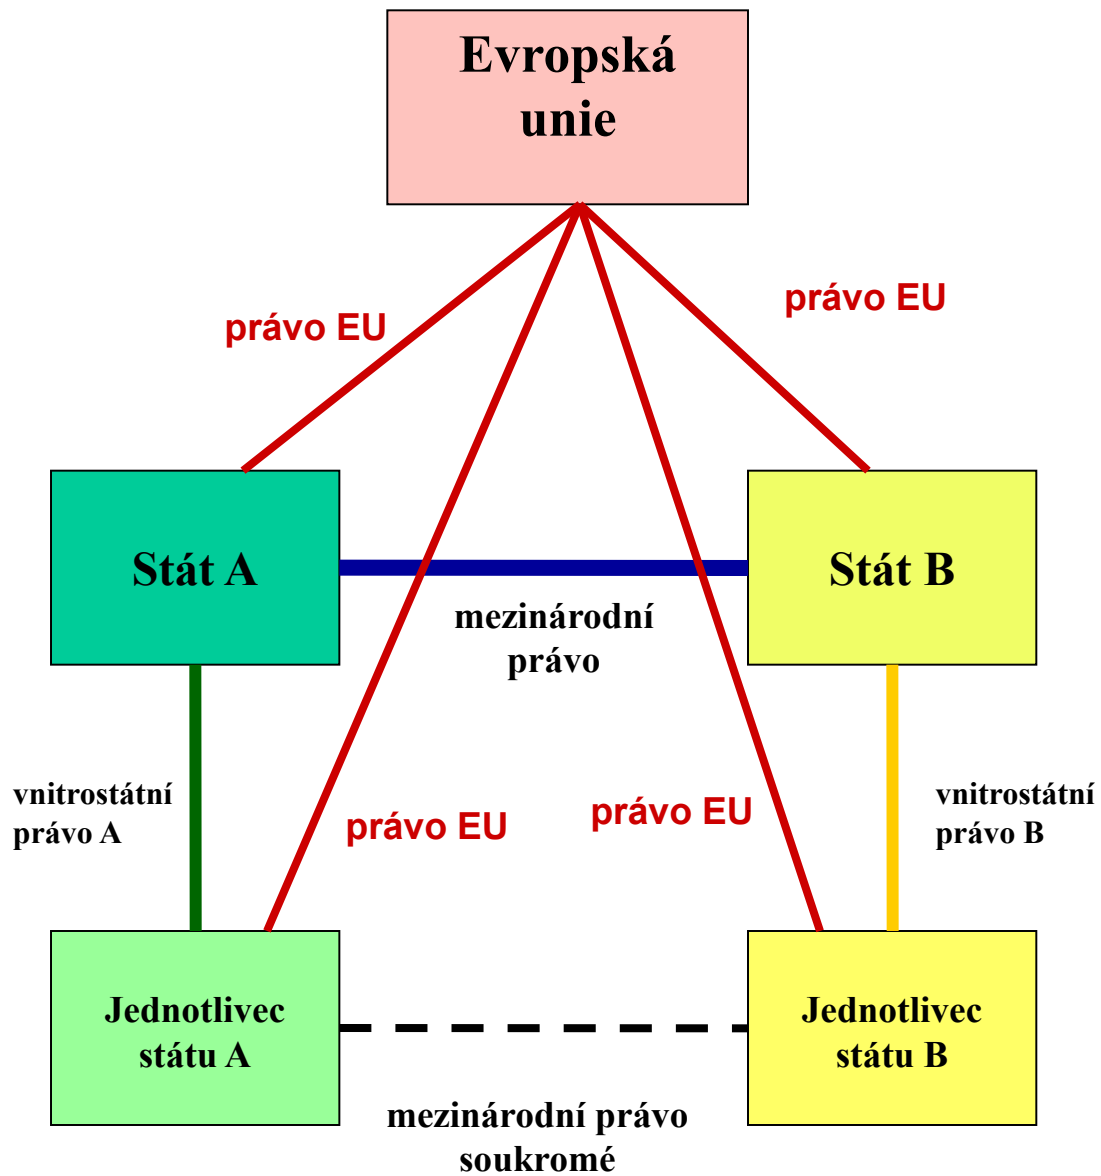 Evropská
unie
právo EU
právo EU
Stát A
Stát B
mezinárodní
právo
vnitrostátní
právo A
právo EU
právo EU
vnitrostátní
právo B
Jednotlivec
státu A
Jednotlivec
státu B
mezinárodní právo
soukromé